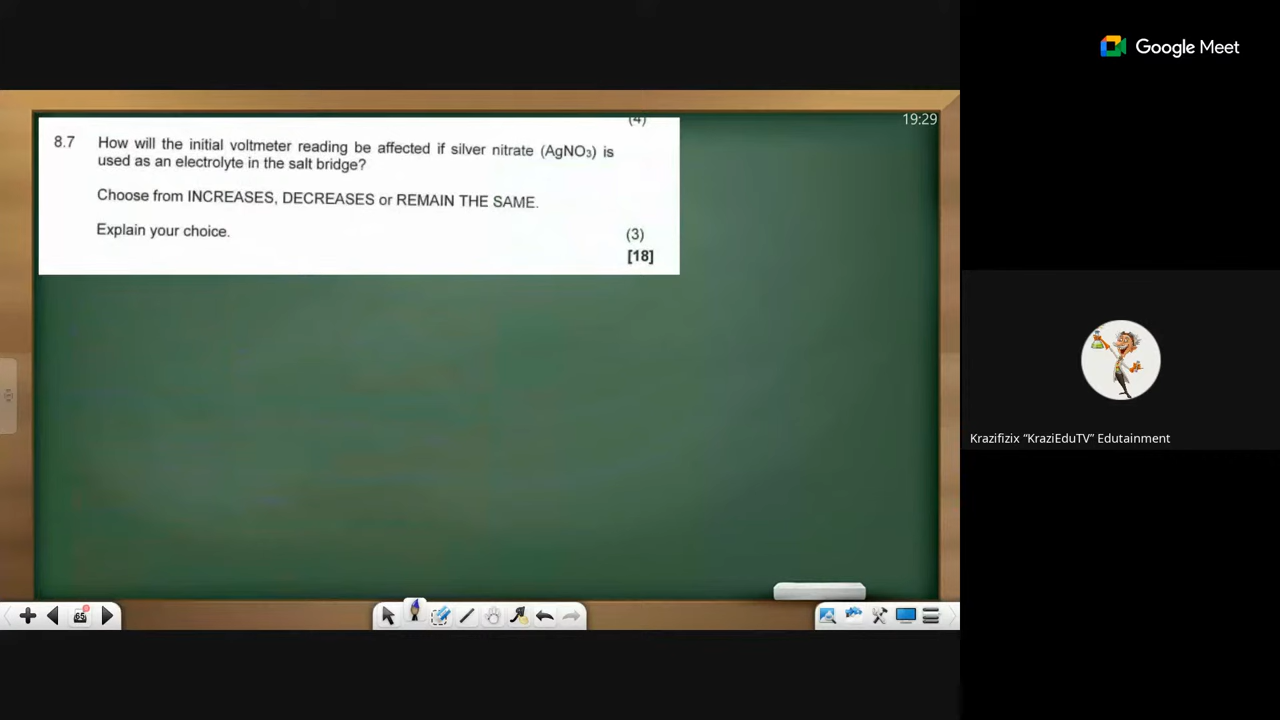 Google Meet
19:29
(4)
8.7 How will the initial voltmeter reading be affected if silver nitrate (AgNO₃) is
used as an electrolyte in the salt bridge?
Choose from INCREASES, DECREASES or REMAIN THE SAME.
Explain your choice.
(3)
[18]
Krazifizix “KraziEduTV” Edutainment
65